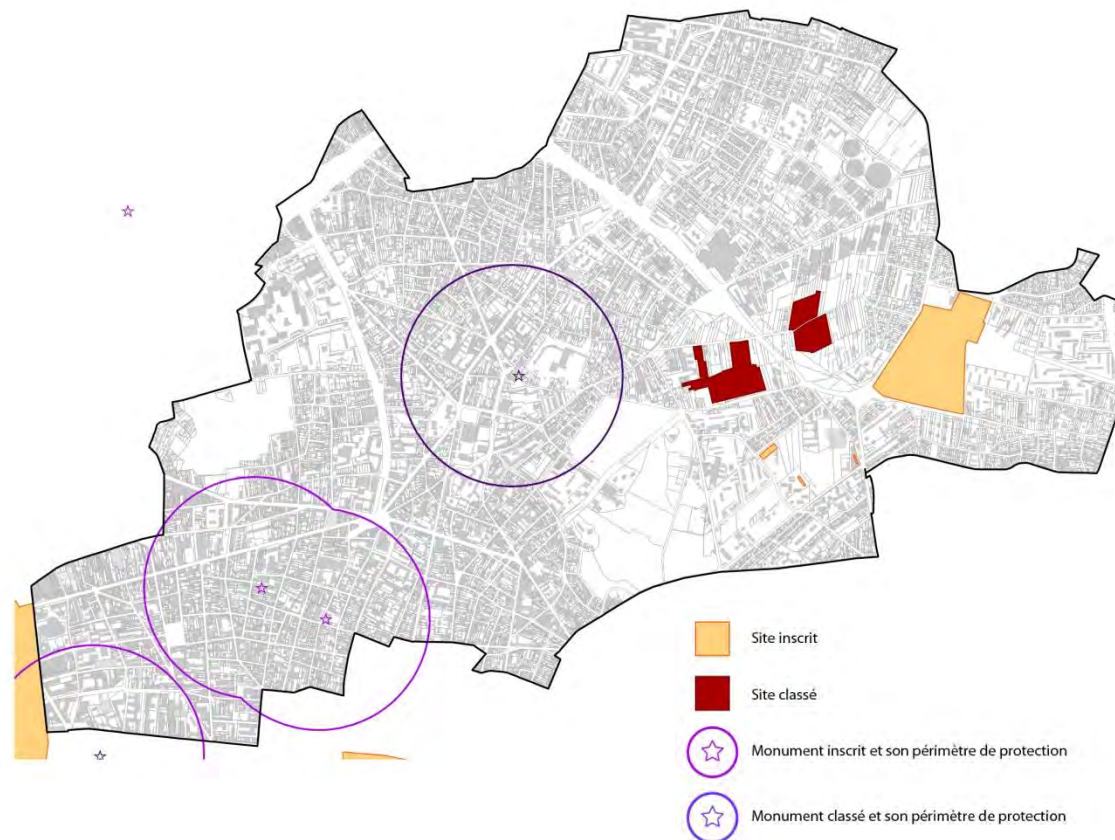 Site inscrit
Site classé
Monument inscrit et son périmètre de protection
Monument classé et son périmètre de protection